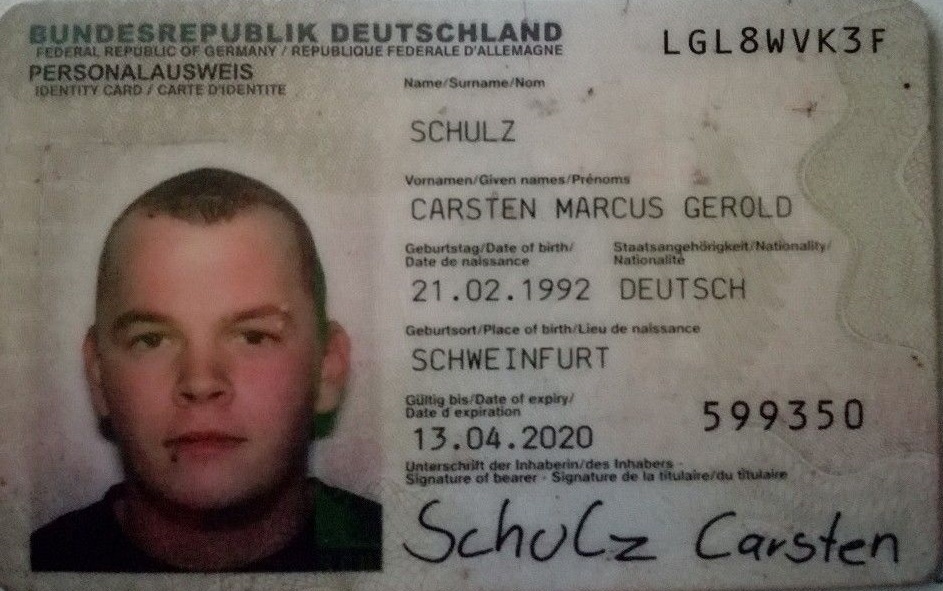 BUNDESREPUBLIK DEUTSCHLAND
FEDERAL REPUBLIC OF GERMANY / REPUBLIQUE FEDERALE D'ALLEMAGNE
PERSONALAUSWEIS
IDENTITY CARD / CARTE D'IDENTITE
LGL8WVK3F
Name/Surname/Nom
SCHULZ
Vornamen/Given names/Prénoms
CARSTEN MARCUS GEROLD
Geburtstag/Date of birth/
Date de naissance
Staatsangehörigkeit/Nationality/
Nationalité
21.02.1992 DEUTSCH
Geburtsort/Place of birth/Lieu de naissance
SCHWEINFURT
Gültig bis/Date of expiry/
Date d'expiration
13.04.2020
599350
Unterschrift der Inhaberin/des Inhabers -
Signature of bearer - Signature de la titulaire/du titulaire
Schulz Carsten